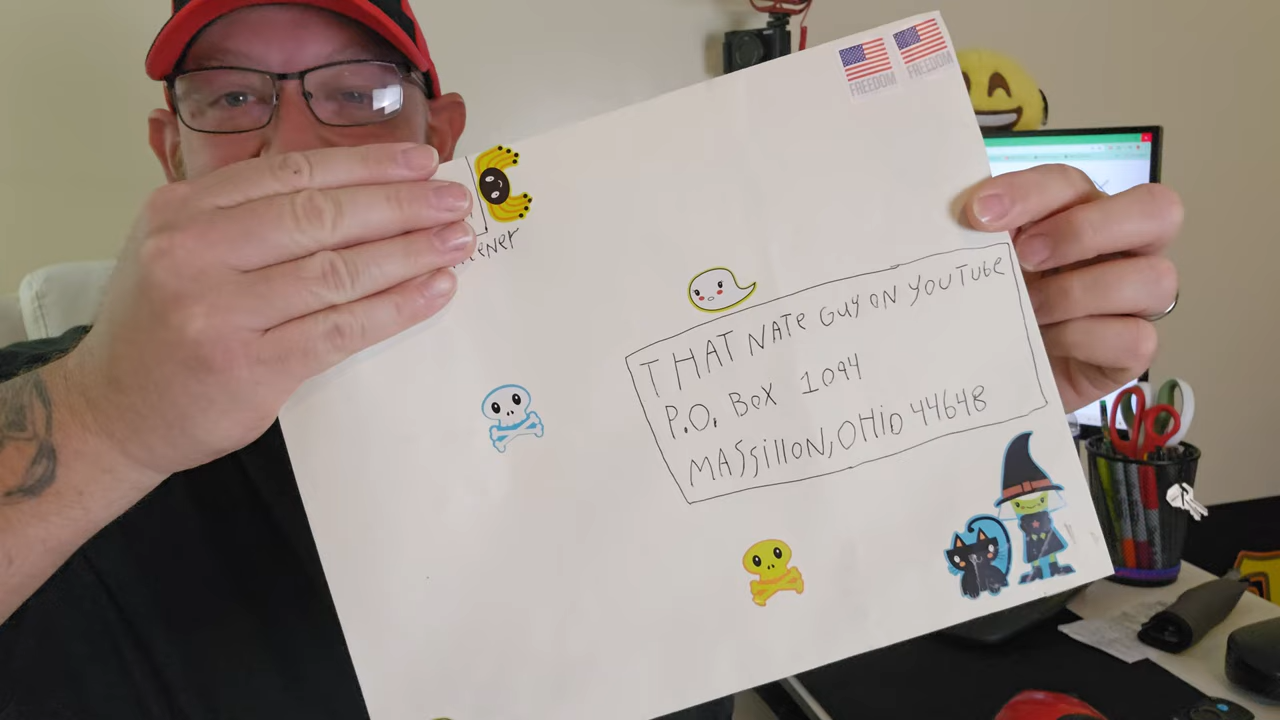 FREEDOM
FREEDOM
THAT NATE GUY ON YOUTUBE
P.O. BOX 1094
MASSILLON, OHIO 44648